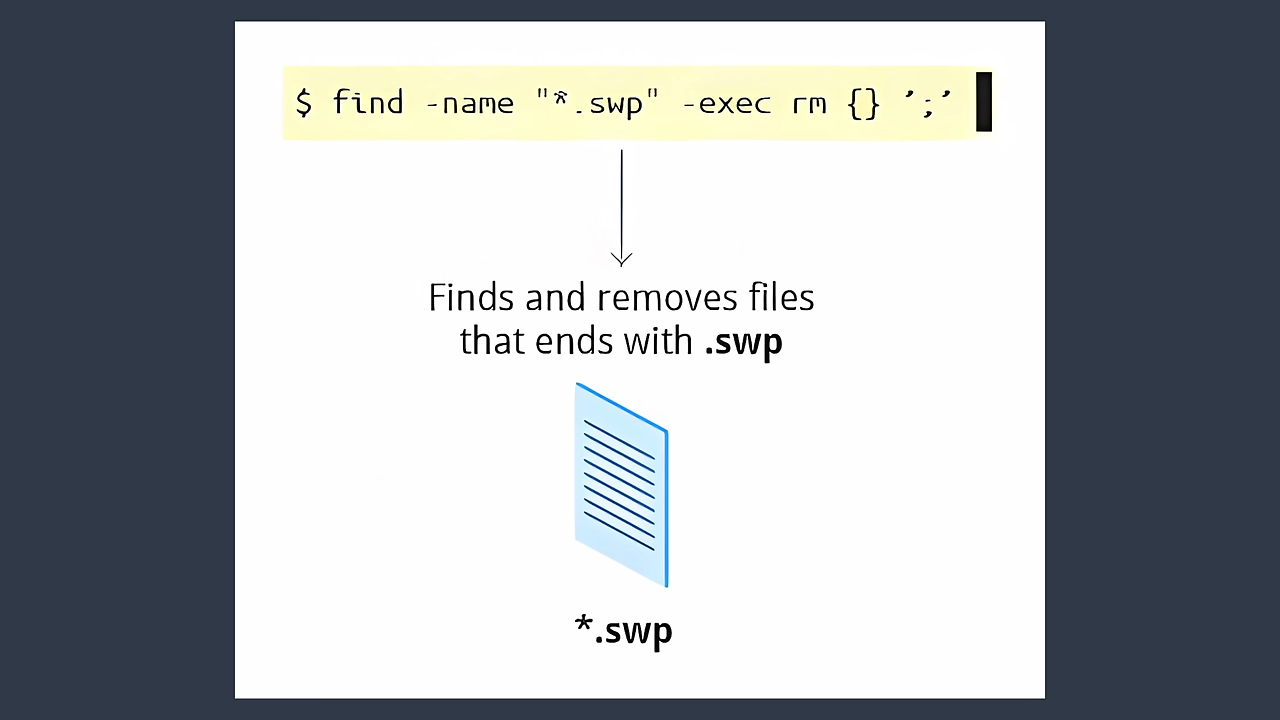 $ find -name "*.swp" -exec rm {} ’;’
Finds and removes files
that ends with .swp
*.swp